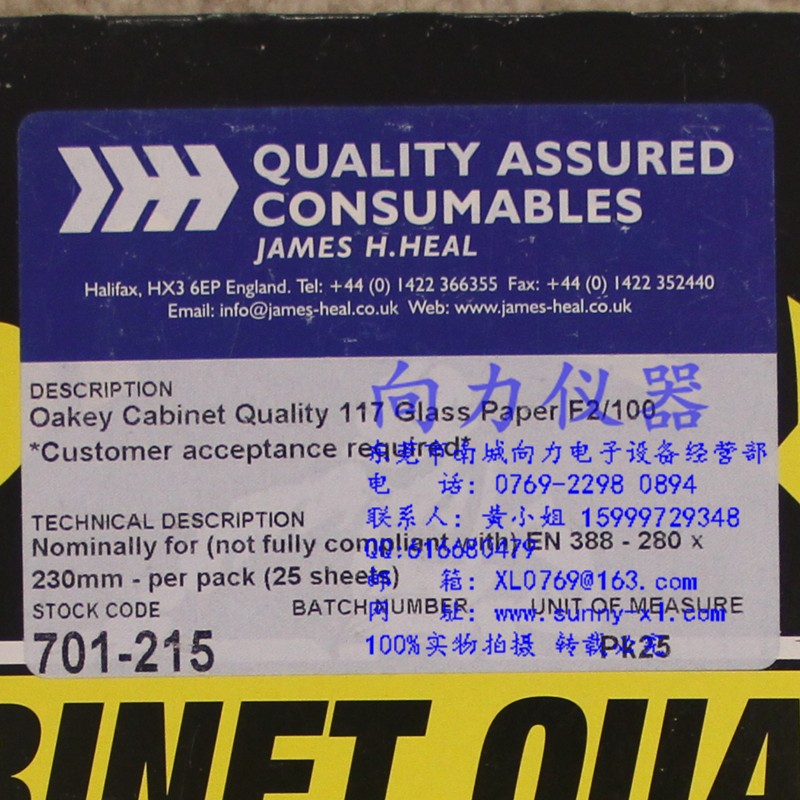 QUALITY ASSURED
CONSUMABLES
JAMES H.HEAL
Halifax, HX3 6EP England. Tel: +44 (0) 1422 366355 Fax: +44 (0) 1422 352440
Email: info@james-heal.co.uk Web: www.james-heal.co.uk
DESCRIPTION
向力仪器
Oakey Cabinet Quality 117 Glass Paper F2/100
*Customer acceptance required*
东莞市南城向力电子设备经营部
电 话: 0769-2298 0894
TECHNICAL DESCRIPTION
联系人: 黄小姐 15999729348
Nominally for (not fully compliant with) EN 388 - 280 x
QQ:616680479
230mm - per pack (25 sheets)
邮 箱: XL0769@163.com
STOCK CODE BATCH NUMBER UNIT OF MEASURE
网 址: www.sunny-xl.com
701-215 Pk25
100%实物拍摄 转载必究
BINET QUA